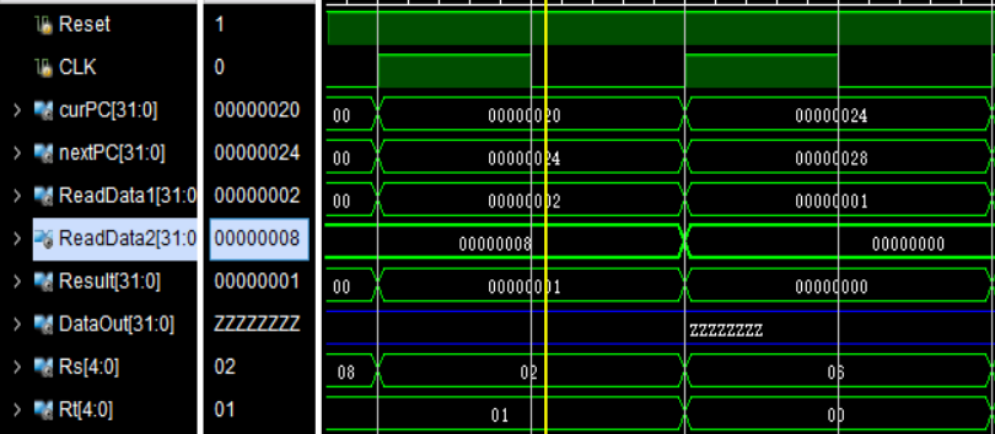 Reset 1
CLK 0
curPC[31:0] 00000020 00 00000020 00000024
nextPC[31:0] 00000024 00 00000024 00000028
ReadData1[31:0 00000002 00 00000002 00000001
ReadData2[31:0 00000008 00000008 00000000
Result[31:0] 00000001 00 00000001 00000000
DataOut[31:0] ZZZZZZZZ ZZZZZZZZ
Rs[4:0] 02 08 02 06
Rt[4:0] 01 01 00